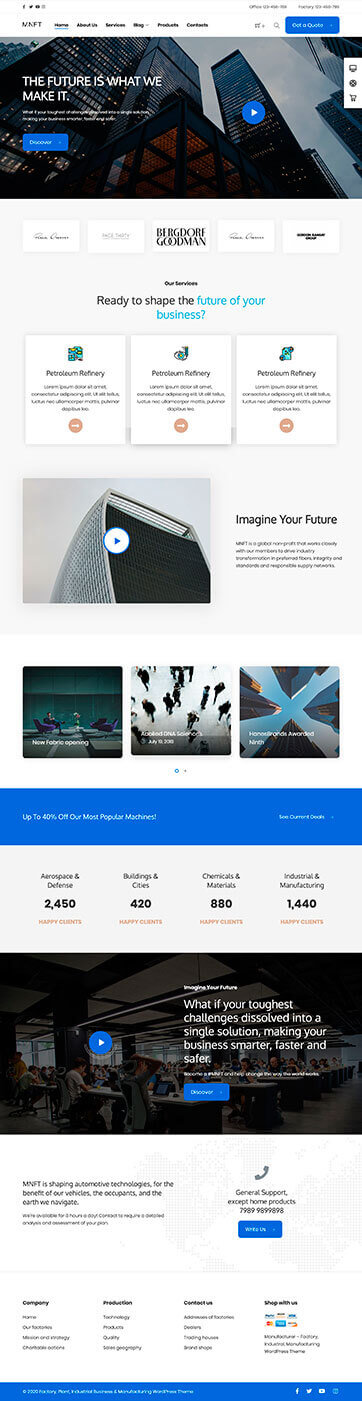 Office 123-456-789 Factory 123-456-789
MNFT Home About Us Services Blog Products Contacts Get a Quote
THE FUTURE IS WHAT WE
MAKE IT.
What if your toughest challenges dissolved into a single solution,
making your business smarter, faster and safer.
Discover
BERGDORF
GOODMAN
GORDON RAMSAY
GROUP
Our Services
Ready to shape the future of your
business?
Petroleum Refinery
Lorem ipsum dolor sit amet,
consectetur adipiscing elit. Ut elit tellus,
luctus nec ullamcorper mattis, pulvinar
dapibus leo.
Petroleum Refinery
Lorem ipsum dolor sit amet,
consectetur adipiscing elit. Ut elit tellus,
luctus nec ullamcorper mattis, pulvinar
dapibus leo.
Petroleum Refinery
Lorem ipsum dolor sit amet,
consectetur adipiscing elit. Ut elit tellus,
luctus nec ullamcorper mattis, pulvinar
dapibus leo.
Imagine Your Future
MNFT is a global non-profit that works closely
with our members to drive industry
transformation in preferred fibers, integrity and
standards and responsible supply networks.
New Fabric opening
Applied DNA Sciences
July 10, 2018
HanesBrands Awarded
Ninth
Up To 40% Off Our Most Popular Machines!
See Current Deals
Aerospace &
Defense
2,450
HAPPY CLIENTS
Buildings &
Cities
420
HAPPY CLIENTS
Chemicals &
Materials
880
HAPPY CLIENTS
Industrial &
Manufacturing
1,440
HAPPY CLIENTS
Imagine Your Future
What if your toughest
challenges dissolved into a
single solution, making your
business smarter, faster and
safer.
Become a #MNFT and help change the way the world works.
Discover
MNFT is shaping automotive technologies, for the
benefit of our vehicles, the occupants, and the
earth we navigate.
We're available for 8 hours a day! Contact to require a detailed
analysis and assessment of your plan.
General Support,
except home products
7989 9899898
Write Us
Company
Home
Our factories
Mission and strategy
Charitable actions
Production
Technology
Products
Quality
Sales geography
Contact us
Addresses of factories
Dealers
Trading houses
Brand shops
Shop with us
Manufacturer – Factory,
Industrial, Manufacturing
WordPress Theme
© 2020 Factory, Plant, Industrial Business & Manufacturing WordPress Theme